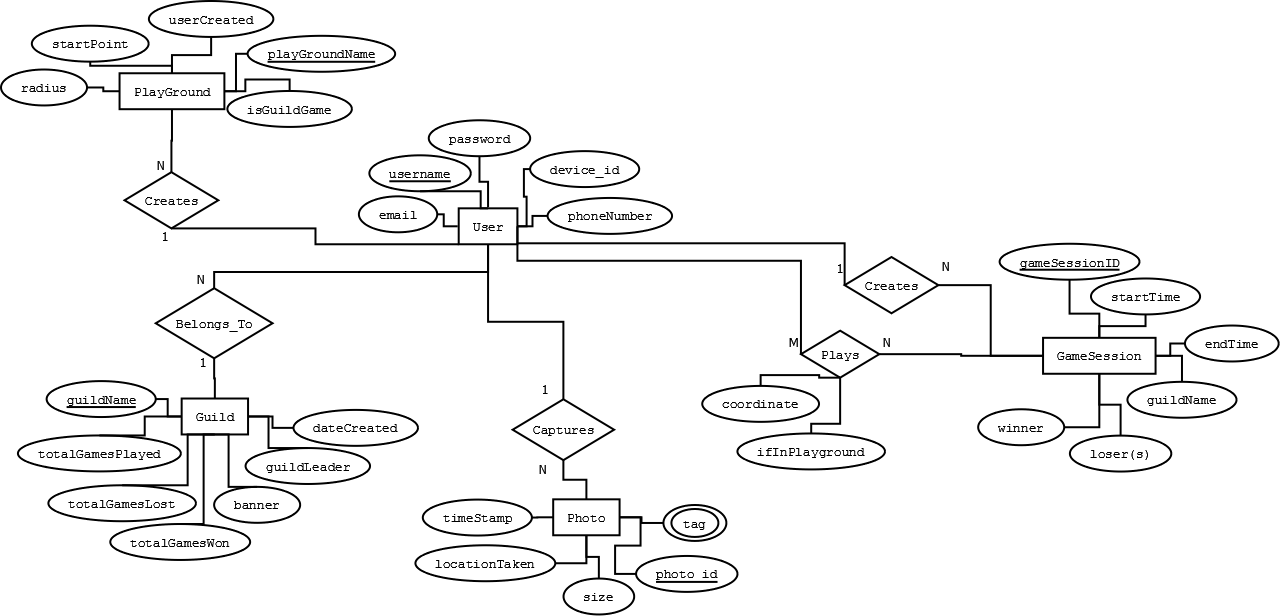 userCreated
startPoint
playGroundName
radius
PlayGround
isGuildGame
N
Creates
1
password
username
device_id
email
phoneNumber
User
N
Belongs_To
1
1
Creates
N
gameSessionID
startTime
GameSession
endTime
guildName
winner
loser(s)
M
Plays
N
coordinate
ifInPlayground
guildName
Guild
dateCreated
totalGamesPlayed
guildLeader
totalGamesLost
banner
totalGamesWon
1
Captures
N
timeStamp
Photo
tag
locationTaken
photo id
size